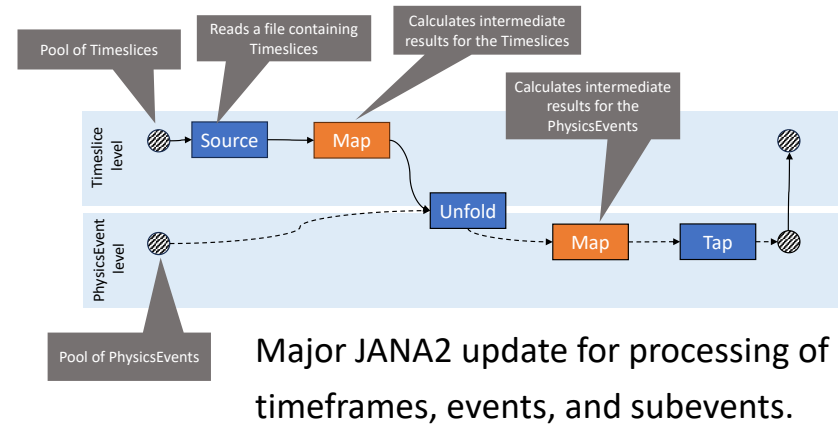 Pool of Timeslices
Reads a file containing
Timeslices
Calculates intermediate
results for the Timeslices
Calculates intermediate
results for the
PhysicsEvents
Timeslice
level
Source
Map
Unfold
PhysicsEvent
level
Map
Tap
Pool of PhysicsEvents
Major JANA2 update for processing of
timeframes, events, and subevents.